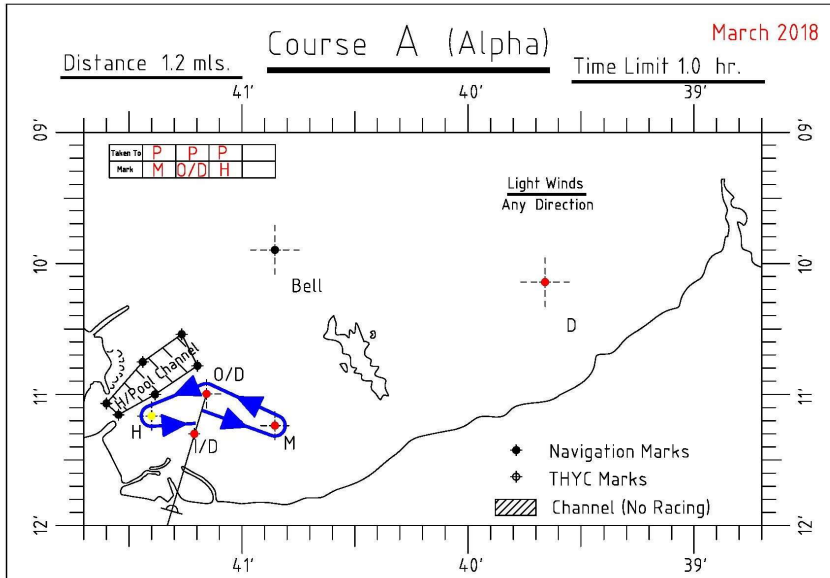 Course A (Alpha)
March 2018
Distance 1.2 mls.
Time Limit 1.0 hr.
41' 40' 39'
09' 09'
Taken To P P P
Mark M O/D H
Light Winds
Any Direction
10' 10'
Bell
D
H/Pool Channel
O/D
11' 11'
H I/D M
Navigation Marks
THYC Marks
Channel (No Racing)
12' 12'
41' 40' 39'